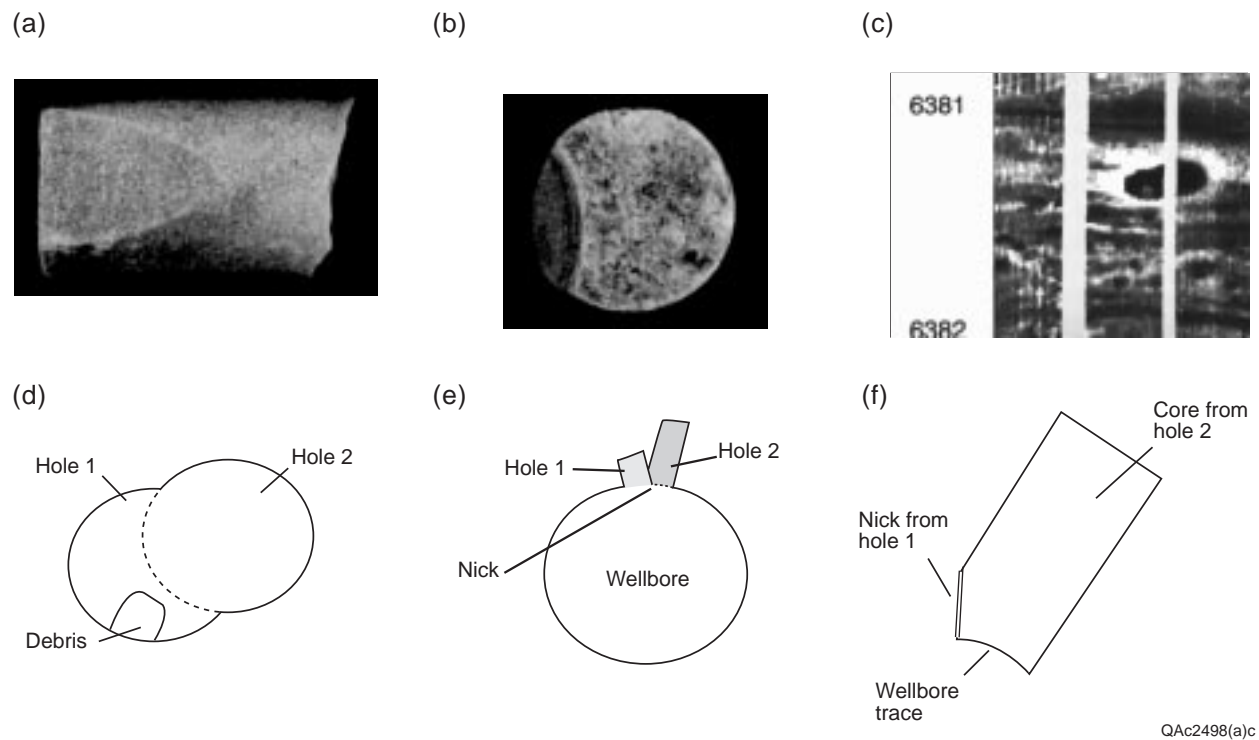 (a)
(b)
(c)
6381
6382
(d)
(e)
(f)
Hole 1
Hole 2
Debris
Hole 1
Hole 2
Nick
Wellbore
Core from
hole 2
Nick from
hole 1
Wellbore
trace
QAc2498(a)c